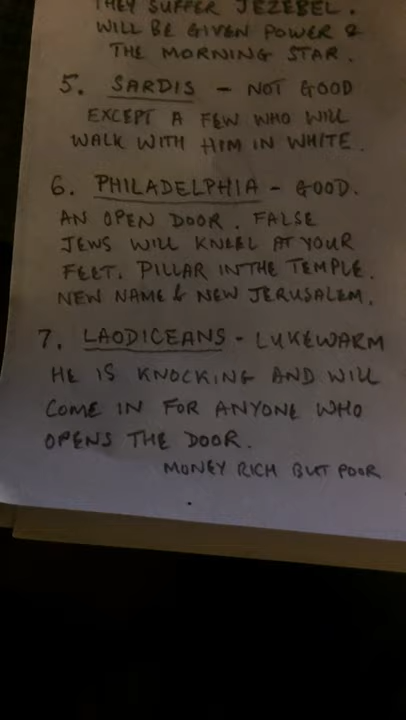 THEY SUFFER JEZEBEL.
WILL BE GIVEN POWER &
THE MORNING STAR.
5. SARDIS - NOT GOOD
EXCEPT A FEW WHO WILL
WALK WITH HIM IN WHITE.
6. PHILADELPHIA - GOOD.
AN OPEN DOOR. FALSE
JEWS WILL KNEEL AT YOUR
FEET. PILLAR IN THE TEMPLE.
NEW NAME & NEW JERUSALEM.
7. LAODICEANS - LUKEWARM
HE IS KNOCKING AND WILL
COME IN FOR ANYONE WHO
OPENS THE DOOR.
MONEY RICH BUT POOR